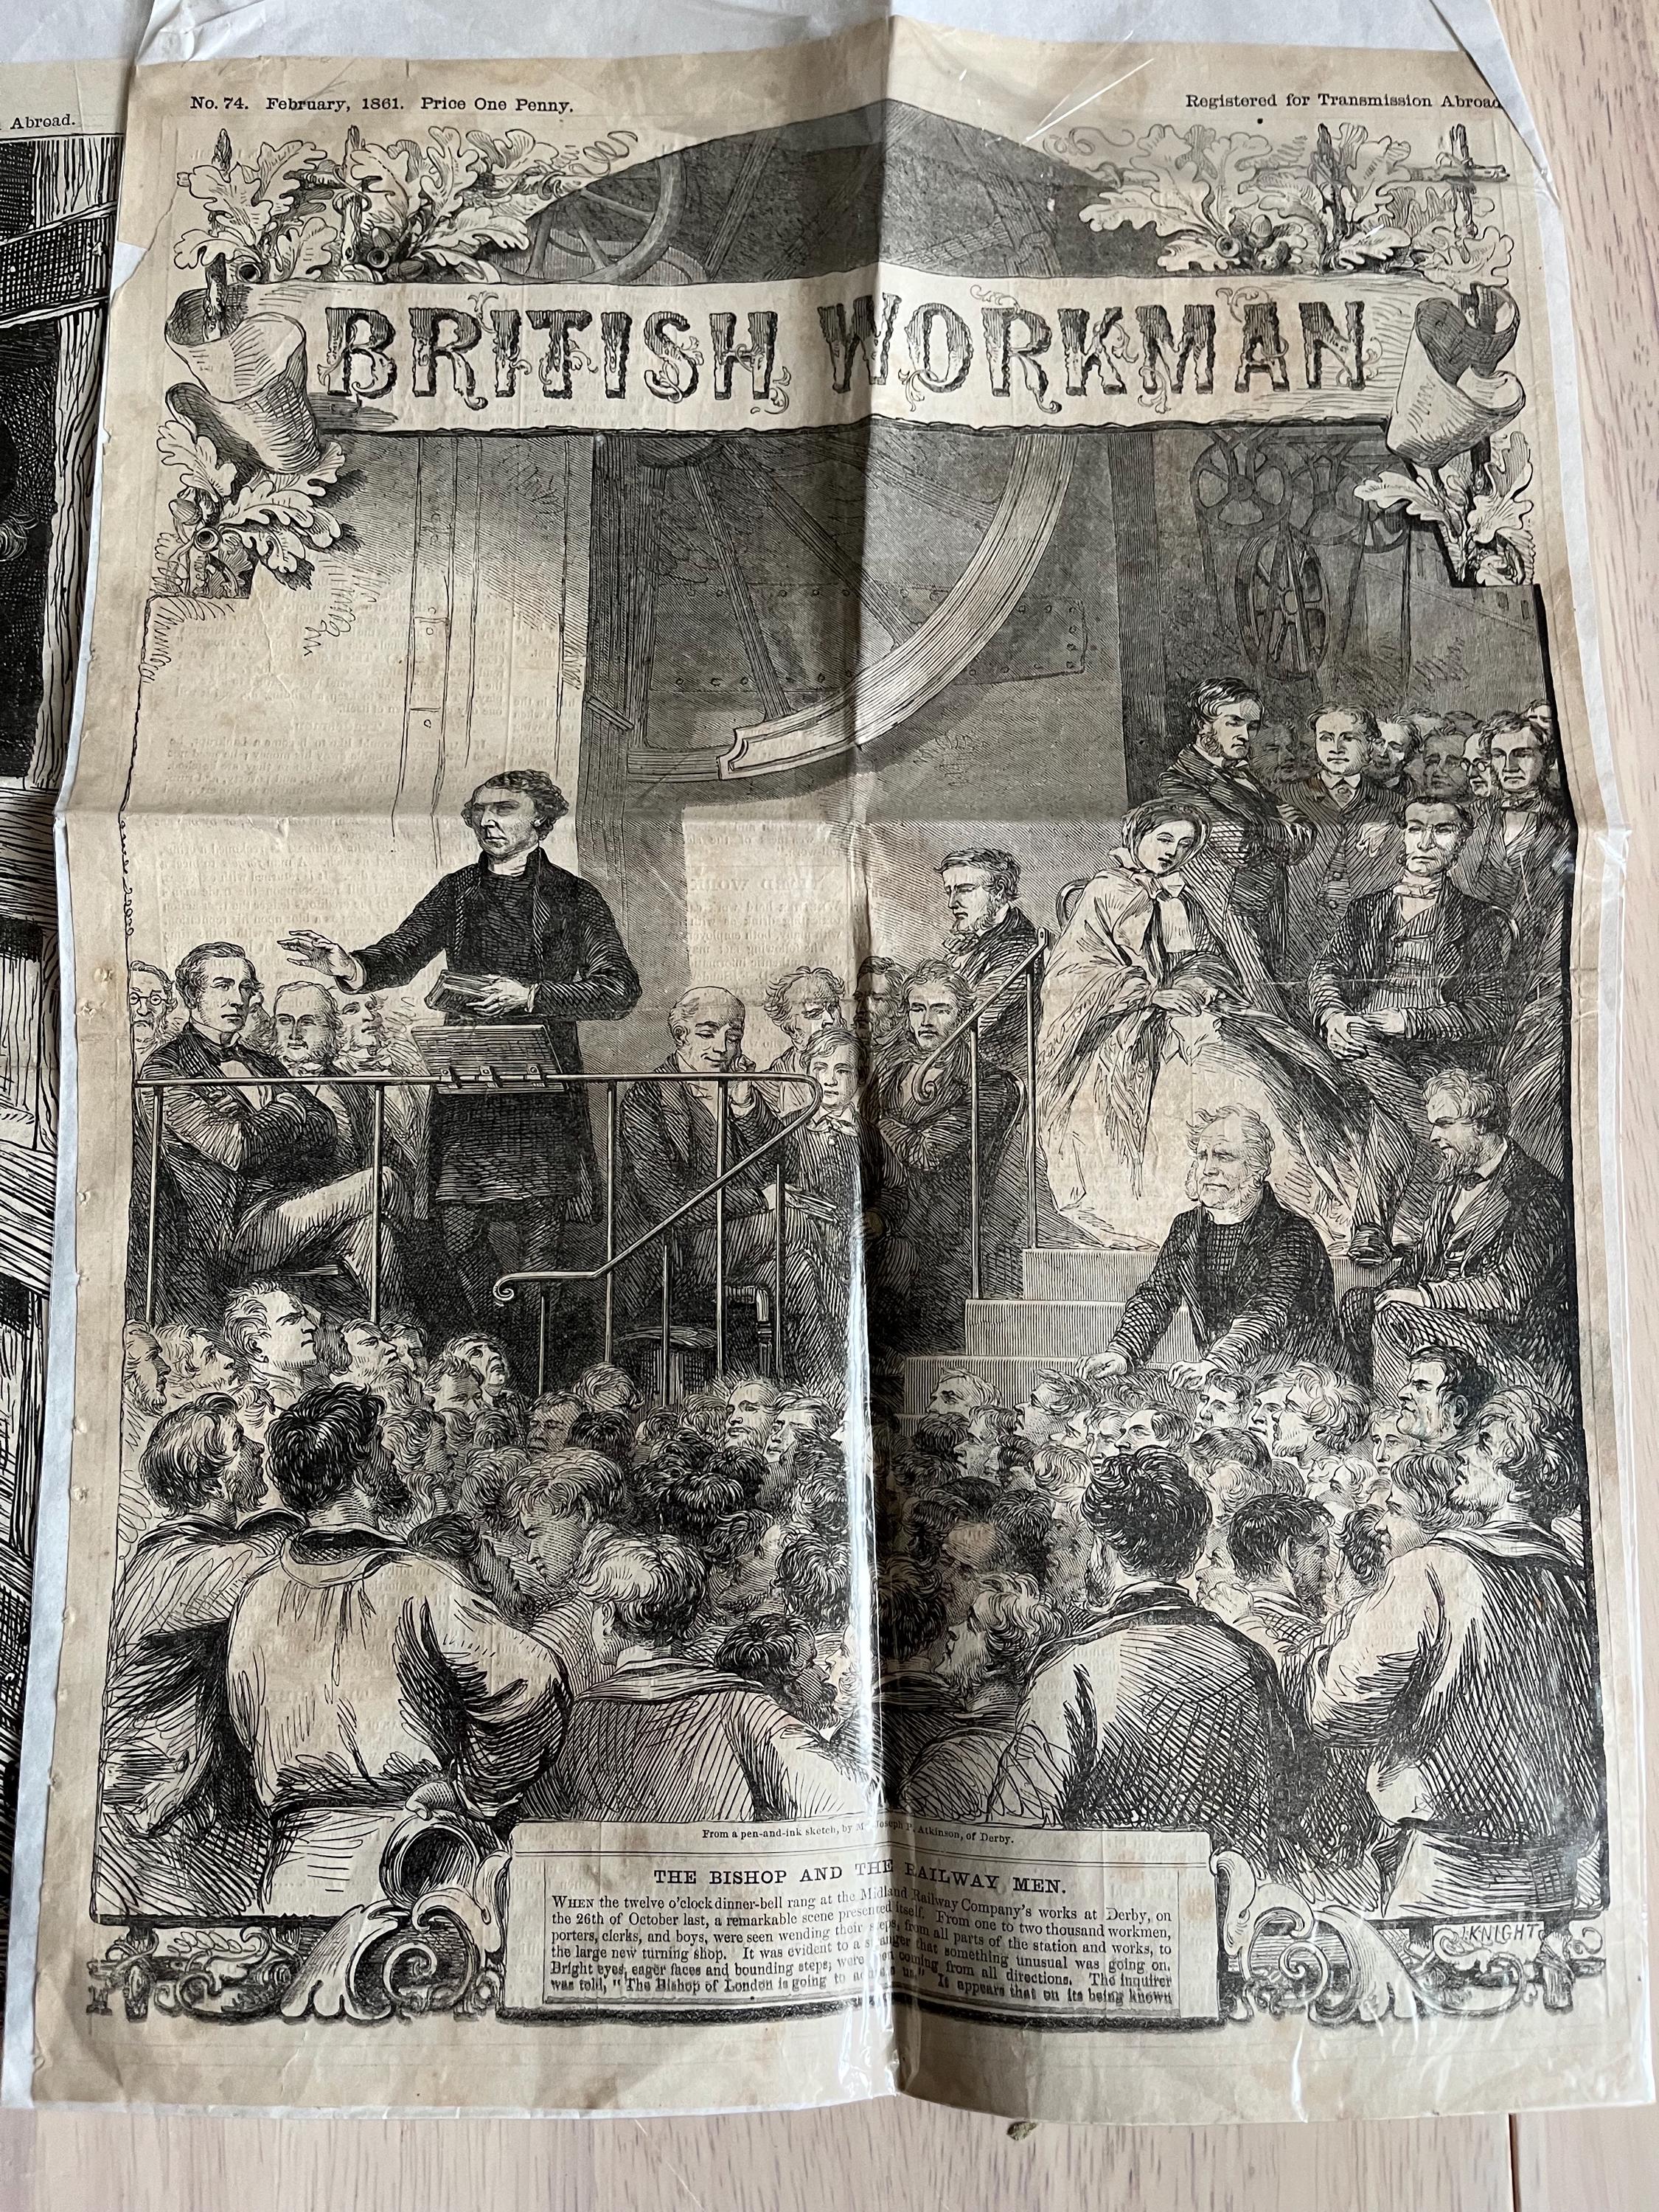 Abroad.
No. 74. February, 1861. Price One Penny.
Registered for Transmission Abroad
BRITISH WORKMAN
From a pen-and-ink sketch, by Mr. Joseph P. Atkinson, of Derby.
THE BISHOP AND THE RAILWAY MEN.
WHEN the twelve o'clock dinner-bell rang at the Midland Railway Company's works at Derby, on
the 26th of October last, a remarkable scene presented itself. From one to two thousand workmen,
porters, clerks, and boys, were seen wending their steps, from all parts of the station and works, to
the large new turning shop. It was evident to a stranger that something unusual was going on.
Bright eyes, eager faces and bounding steps, were seen coming from all directions. The inquirer
was told, "The Bishop of London is going to address us." It appears that on its being known
J. KNIGHT